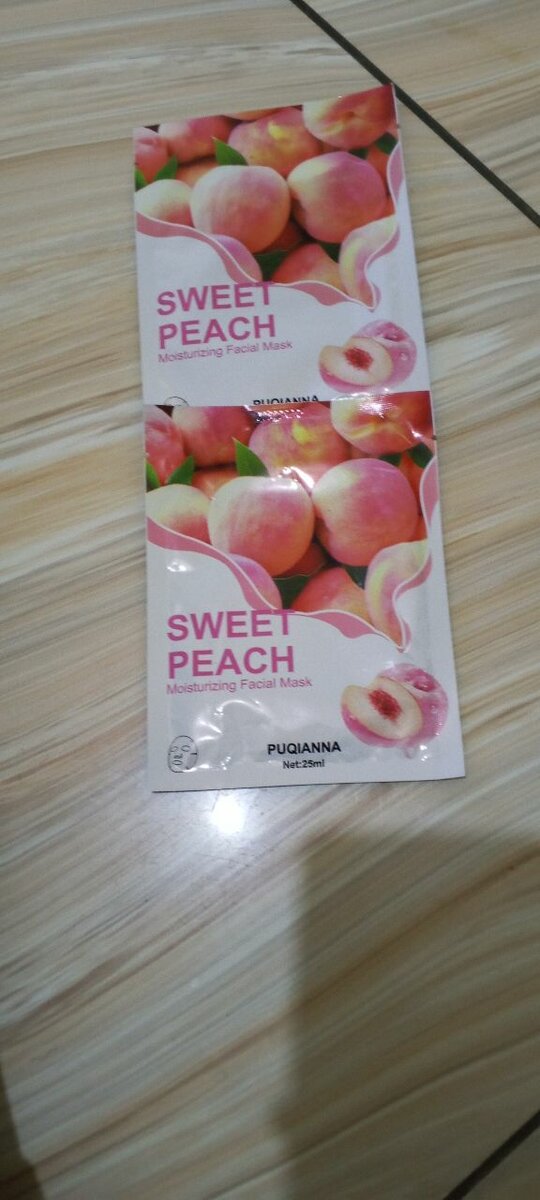 SWEET
PEACH
Moisturizing Facial Mask
PUQIANNA
SWEET
PEACH
Moisturizing Facial Mask
PUQIANNA
Net:25ml